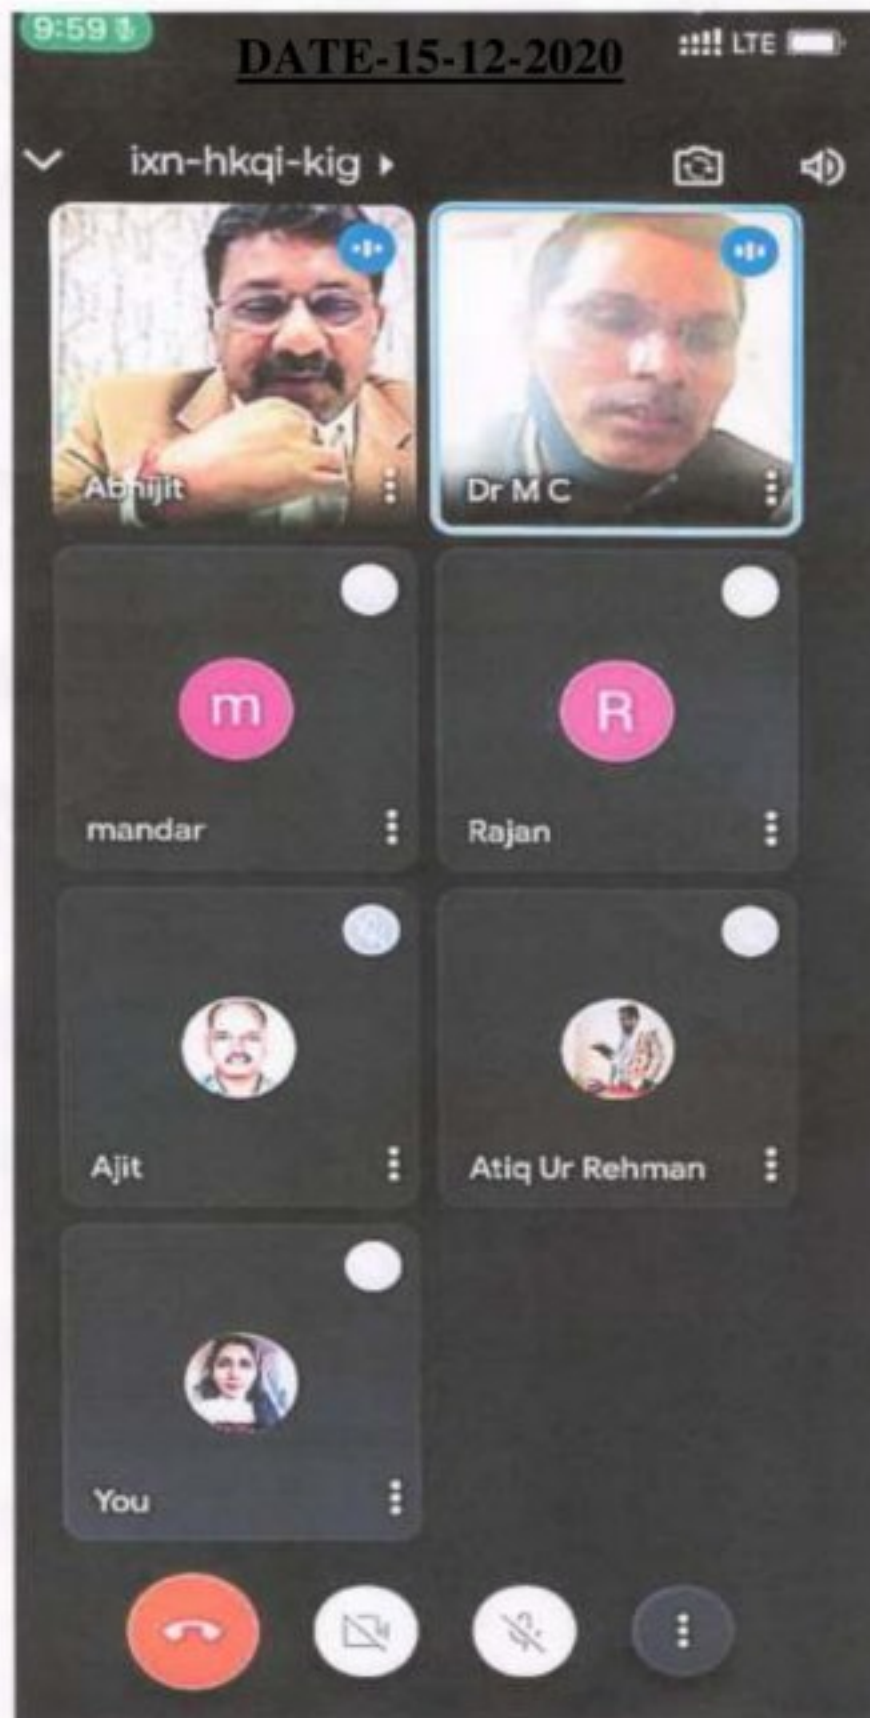 9:59
DATE-15-12-2020
LTE
ixn-hkqi-kig
Abhijit
Dr M C
m
R
mandar
Rajan
Ajit
Atiq Ur Rehman
You